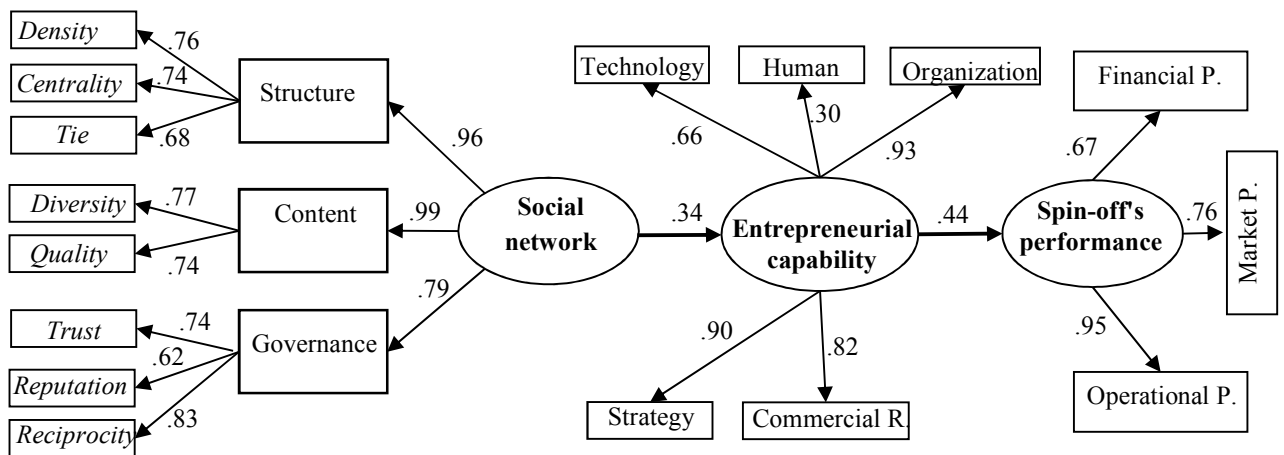 Density
.76
Centrality
.74
Tie
.68
Structure
.96
Diversity
.77
Quality
.74
Content
.99
Trust
.74
Reputation
.62
Reciprocity
.83
Governance
.79
Social
network
.34
Technology
.66
Human
.30
Organization
.93
Entrepreneurial
capability
.90
Strategy
.82
Commercial R.
.44
Spin-off's
performance
.67
Financial P.
.76
Market P.
.95
Operational P.